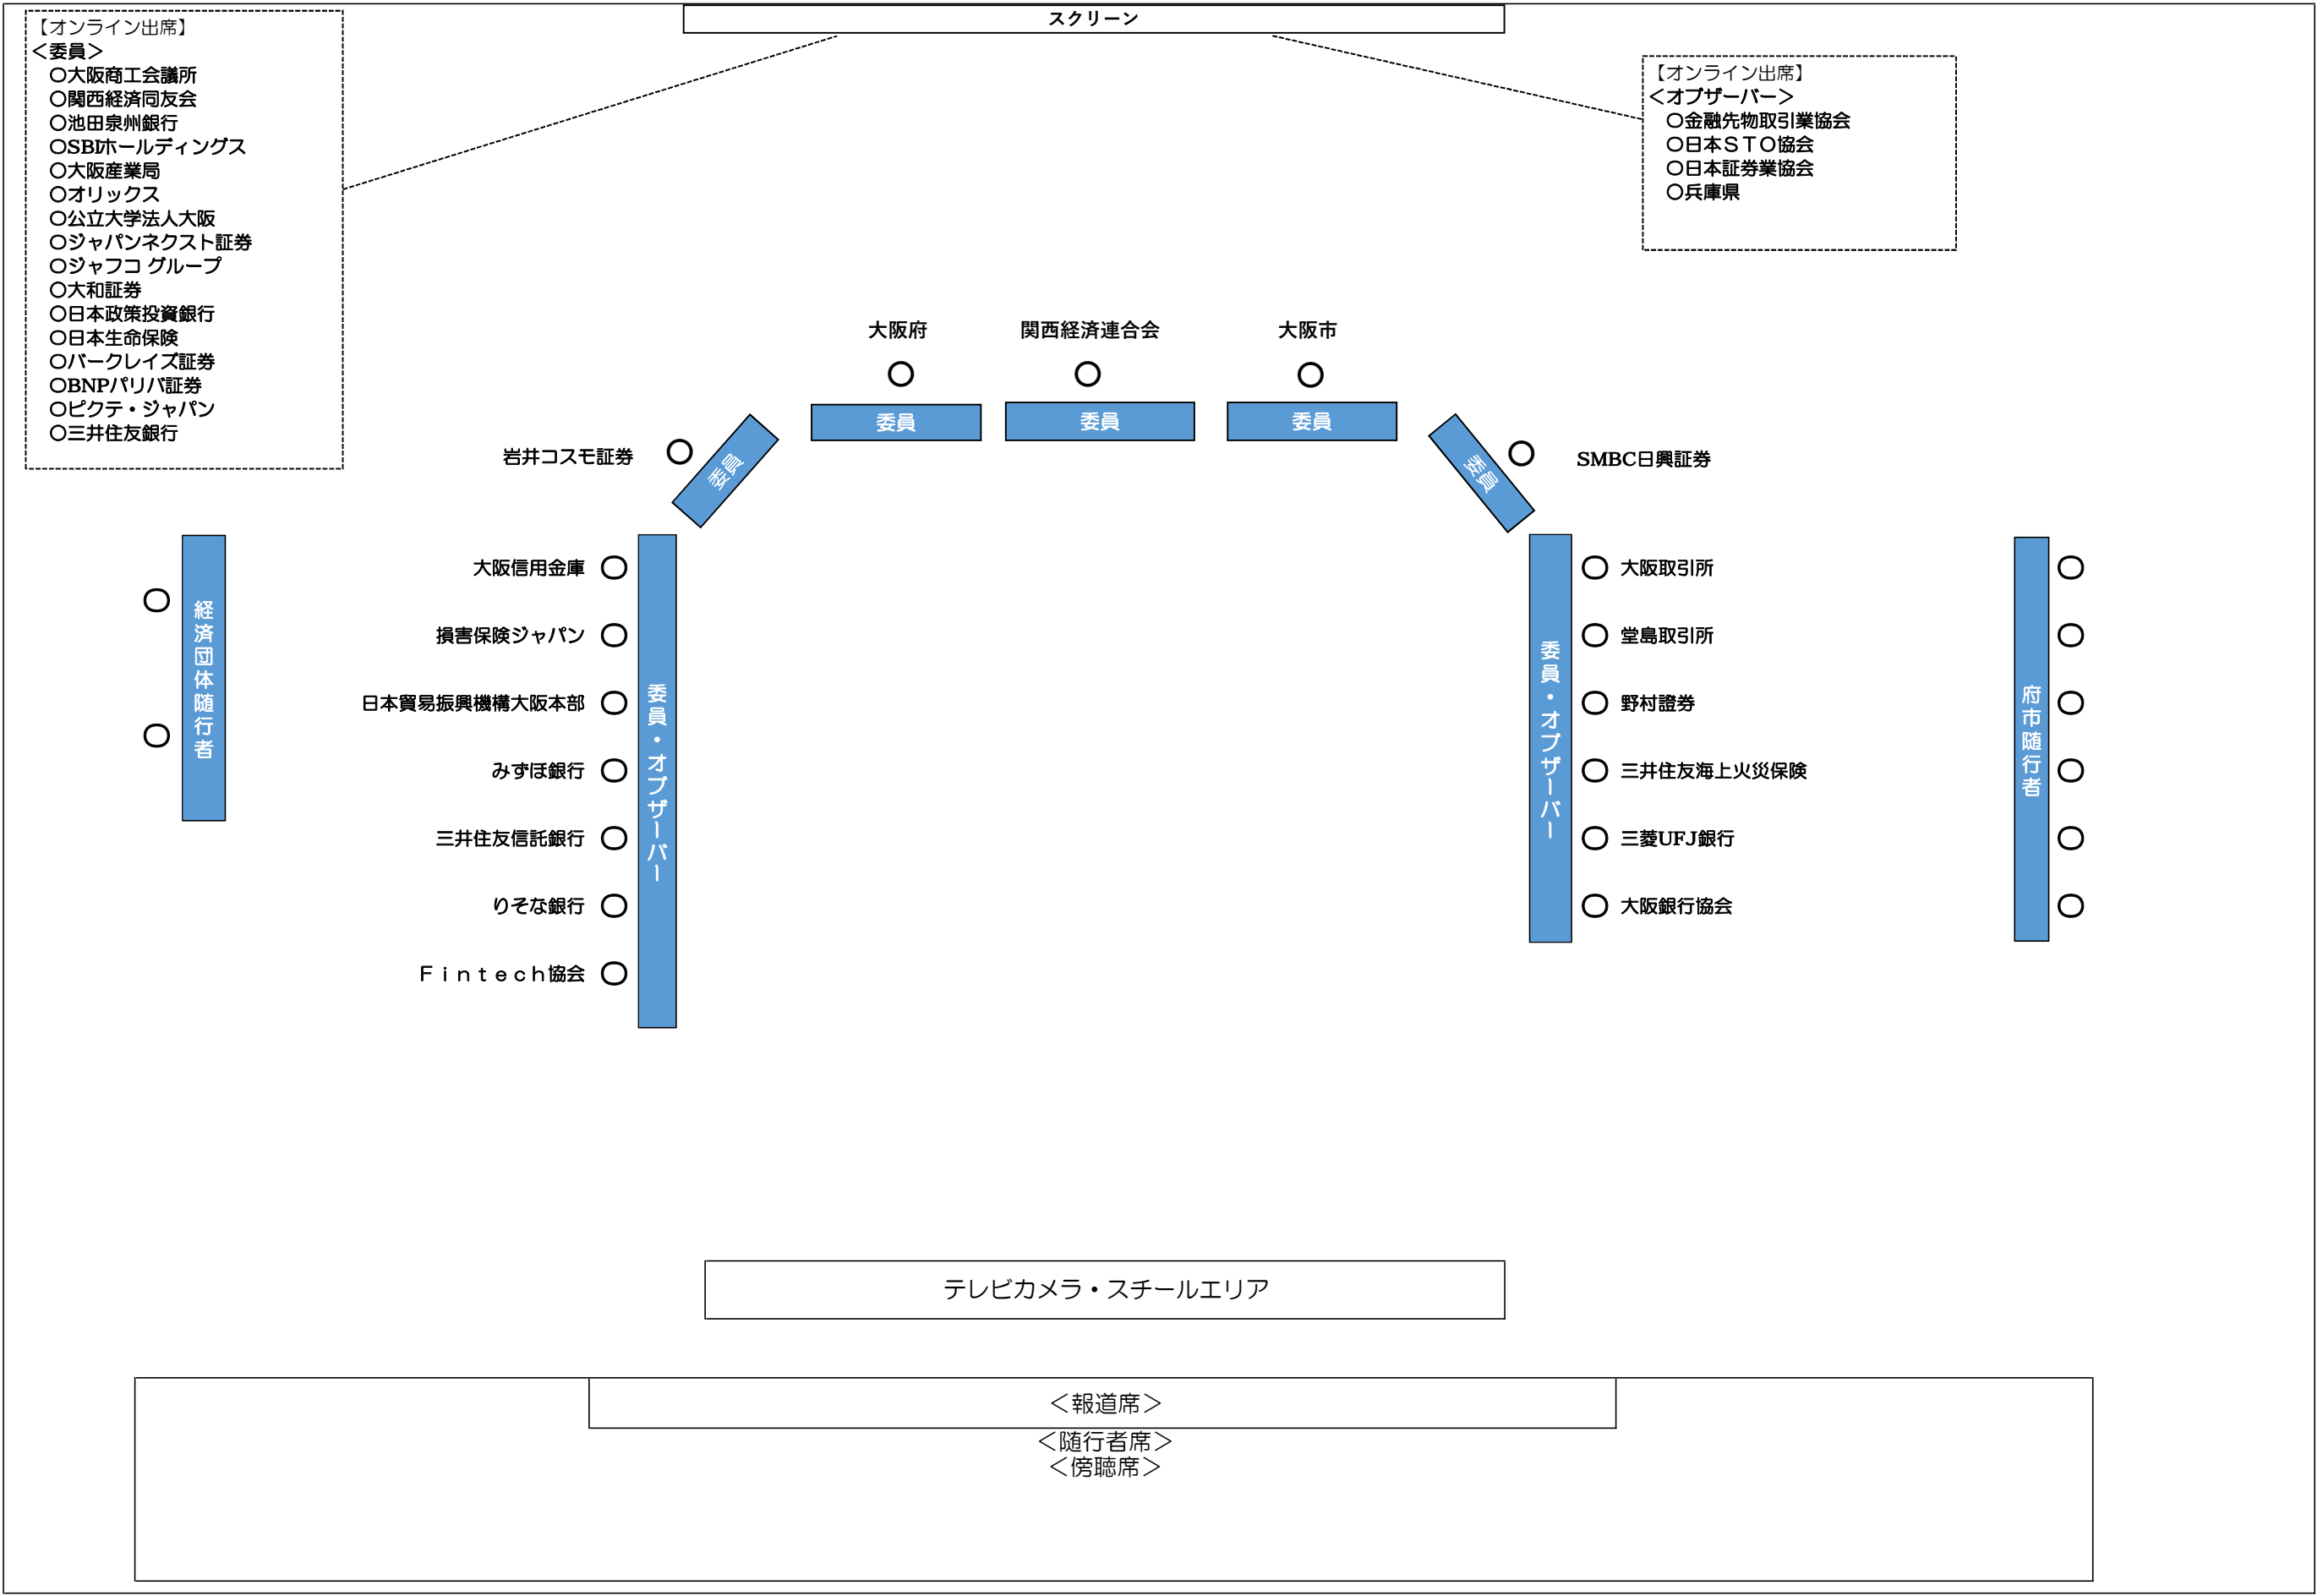 スクリーン
【オンライン出席】
＜委員＞
〇大阪商工会議所
〇関西経済同友会
〇池田泉州銀行
〇SBIホールディングス
〇大阪産業局
〇オリックス
〇公立大学法人大阪
〇ジャパンネクスト証券
〇ジャフコ グループ
〇大和証券
〇日本政策投資銀行
〇日本生命保険
〇バークレイズ証券
〇BNPパリバ証券
〇ピクテ・ジャパン
〇三井住友銀行
【オンライン出席】
＜オブザーバー＞
〇金融先物取引業協会
〇日本ＳＴＯ協会
〇日本証券業協会
〇兵庫県
大阪府
関西経済連合会
大阪市
委員
委員
委員
岩井コスモ証券
委員
委員
SMBC日興証券
経済団体随行者
大阪信用金庫
損害保険ジャパン
日本貿易振興機構大阪本部
みずほ銀行
三井住友信託銀行
りそな銀行
Ｆｉｎｔｅｃｈ協会
委員・オブザーバー
委員・オブザーバー
大阪取引所
堂島取引所
野村證券
三井住友海上火災保険
三菱UFJ銀行
大阪銀行協会
府市随行者
テレビカメラ・スチールエリア
＜報道席＞
＜随行者席＞
＜傍聴席＞